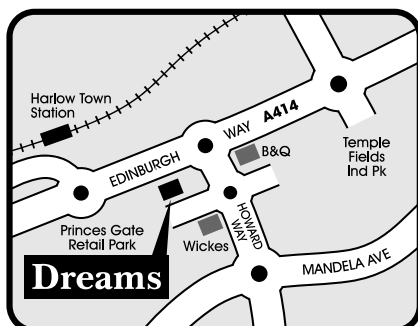 Harlow Town
Station
EDINBURGH
WAY
A414
B&Q
Temple
Fields
Ind Pk
Princes Gate
Retail Park
Wickes
HOWARD
WAY
Dreams
MANDELA AVE